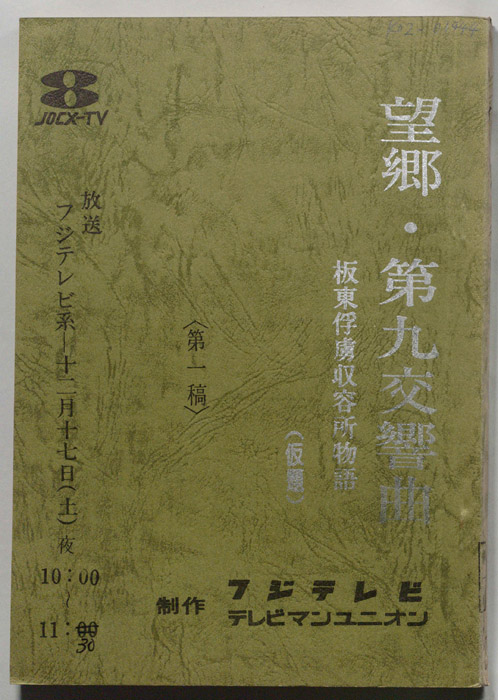 望郷・第九交響曲
板東俘虜収容所物語
(仮題)
〈第一稿〉
JOCX-TV
放送
フジテレビ系―十二月十七日(土)夜
10:00
〜
11:00
30
制作
フジテレビ
テレビマンユニオン